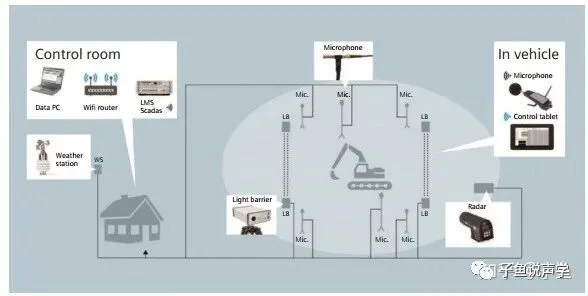 Control room
Data PC
Wifi router
LMS
Scadas
Weather
station
WS
Microphone
Mic.
Mic.
Mic.
LB
LB
In vehicle
Microphone
Control tablet
Light barrier
LB
LB
Mic.
Mic.
Mic.
Radar
子鱼说声学